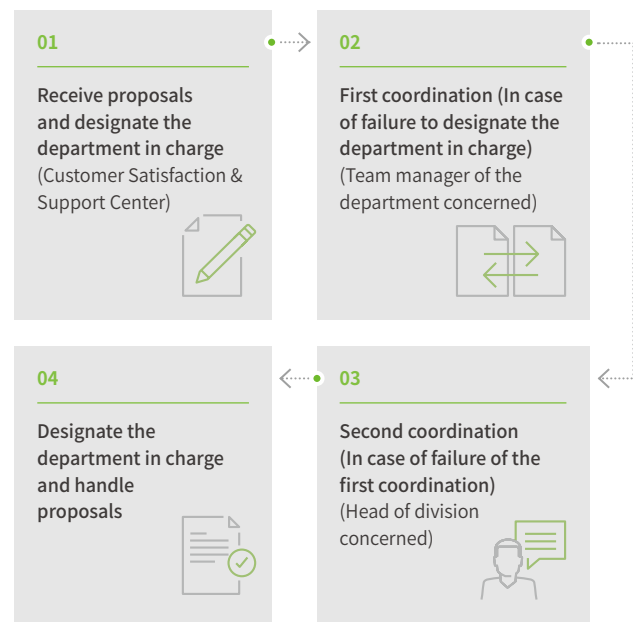 01
Receive proposals
and designate the
department in charge
(Customer Satisfaction &
Support Center)
02
First coordination (In case
of failure to designate the
department in charge)
(Team manager of the
department concerned)
03
Second coordination
(In case of failure of the
first coordination)
(Head of division
concerned)
04
Designate the
department in charge
and handle
proposals